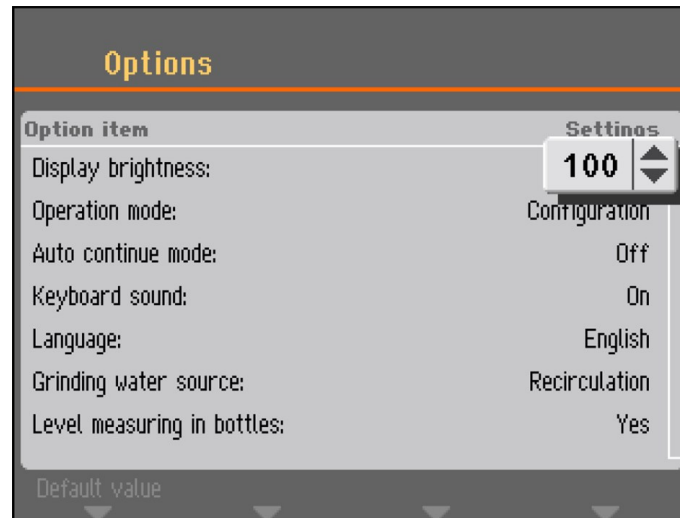 Options
Option item Settings
Display brightness: 100
Operation mode: Configuration
Auto continue mode: Off
Keyboard sound: On
Language: English
Grinding water source: Recirculation
Level measuring in bottles: Yes
Default value